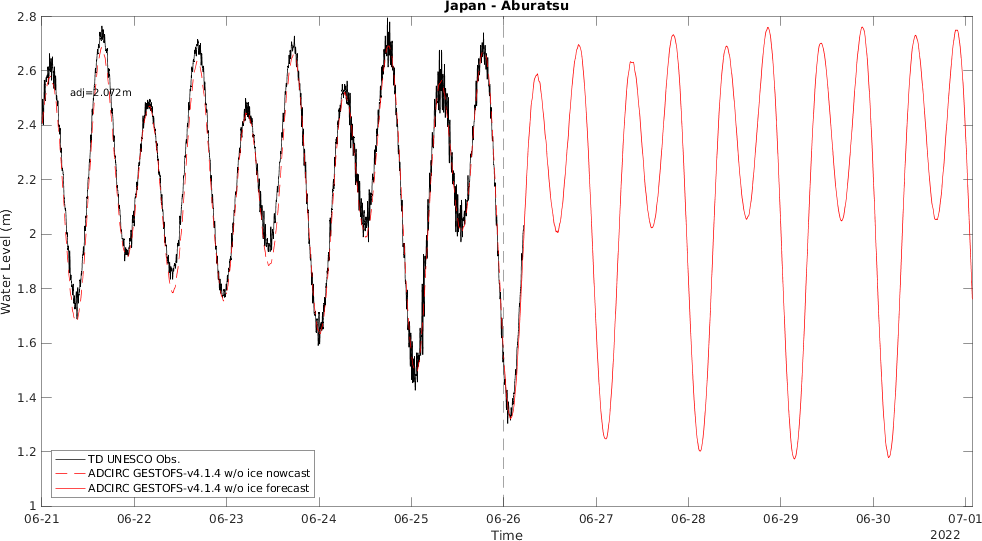 Japan - Aburatsu
2.8
2.6
2.4
2.2
2
1.8
1.6
1.4
1.2
1
Water Level (m)
adj=2.072m
TD UNESCO Obs.
ADCIRC GESTOFS-v4.1.4 w/o ice nowcast
ADCIRC GESTOFS-v4.1.4 w/o ice forecast
06-21 06-22 06-23 06-24 06-25 06-26 06-27 06-28 06-29 06-30 07-01
Time
2022